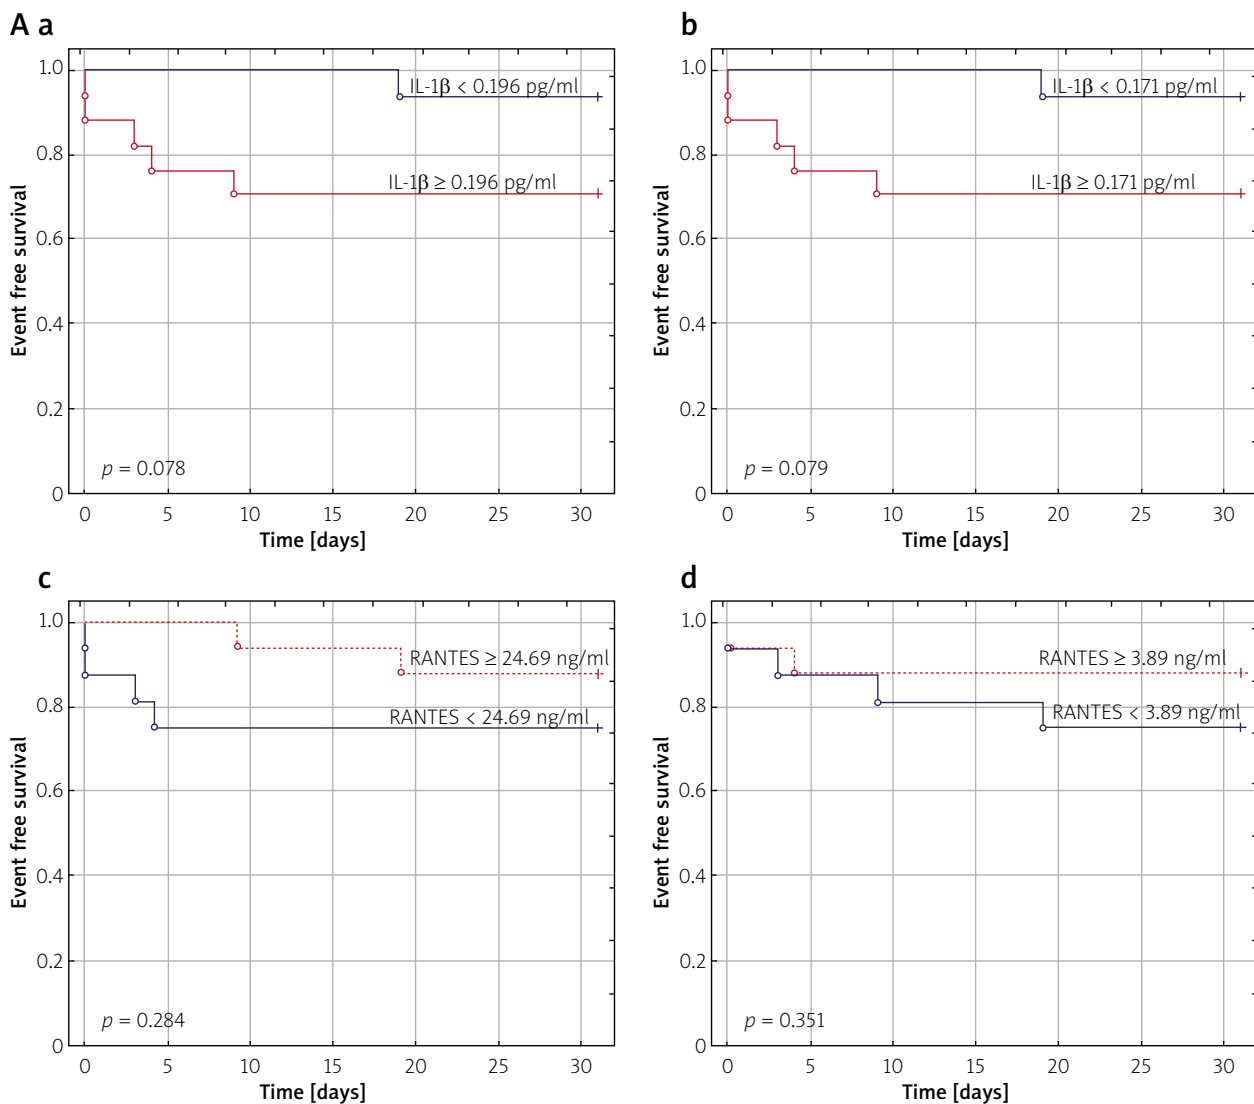 A a
1.0
0.8
0.6
0.4
0.2
0
Event free survival
IL-1β < 0.196 pg/ml
IL-1β ≥ 0.196 pg/ml
p = 0.078
0 5 10 15 20 25 30
Time [days]
b
1.0
0.8
0.6
0.4
0.2
0
Event free survival
IL-1β < 0.171 pg/ml
IL-1β ≥ 0.171 pg/ml
p = 0.079
0 5 10 15 20 25 30
Time [days]
c
1.0
0.8
0.6
0.4
0.2
0
Event free survival
RANTES ≥ 24.69 ng/ml
RANTES < 24.69 ng/ml
p = 0.284
0 5 10 15 20 25 30
Time [days]
d
1.0
0.8
0.6
0.4
0.2
0
Event free survival
RANTES ≥ 3.89 ng/ml
RANTES < 3.89 ng/ml
p = 0.351
0 5 10 15 20 25 30
Time [days]